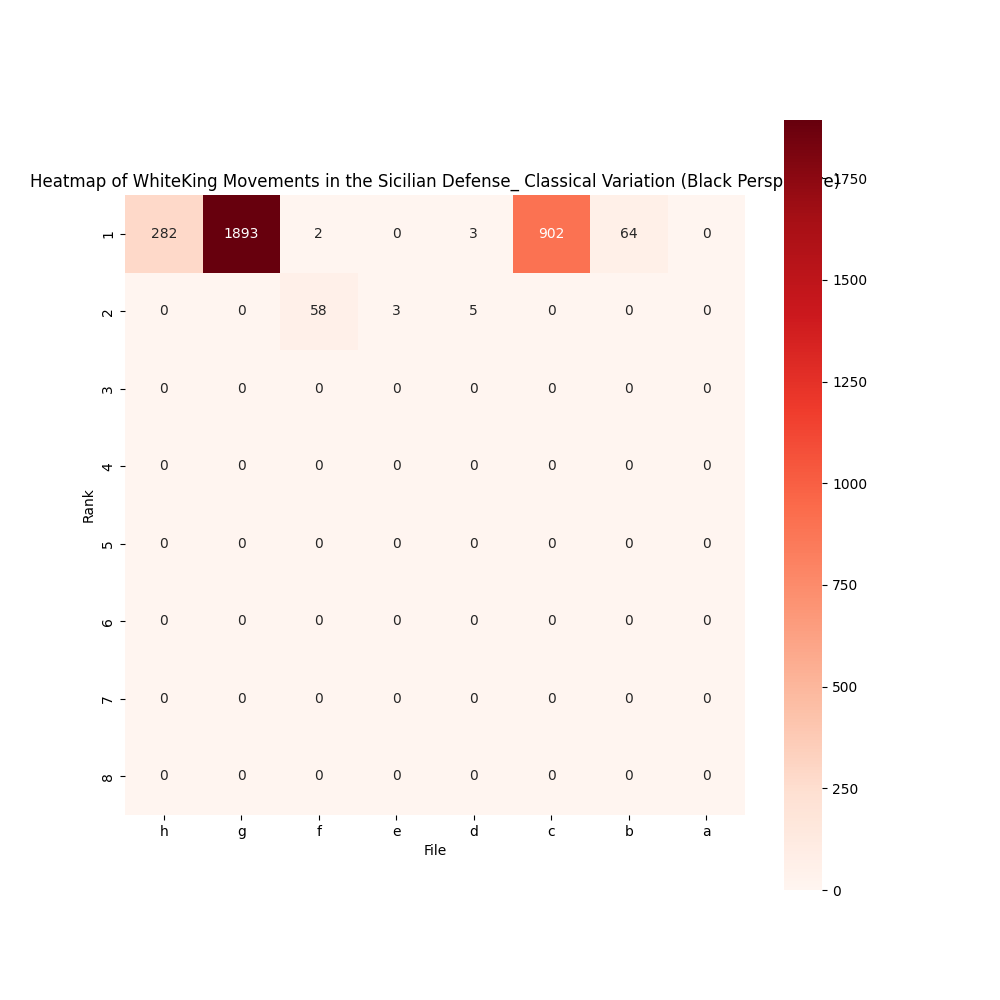 Heatmap of WhiteKing Movements in the Sicilian Defense_ Classical Variation (Black Perspective)
1750
1 282 1893 2 0 3 902 64 0
1500
2 0 0 58 3 5 0 0 0
3 0 0 0 0 0 0 0 0
1250
4 0 0 0 0 0 0 0 0
1000
Rank
5 0 0 0 0 0 0 0 0
750
6 0 0 0 0 0 0 0 0
500
7 0 0 0 0 0 0 0 0
8 0 0 0 0 0 0 0 0
250
h g f e d c b a
File
0